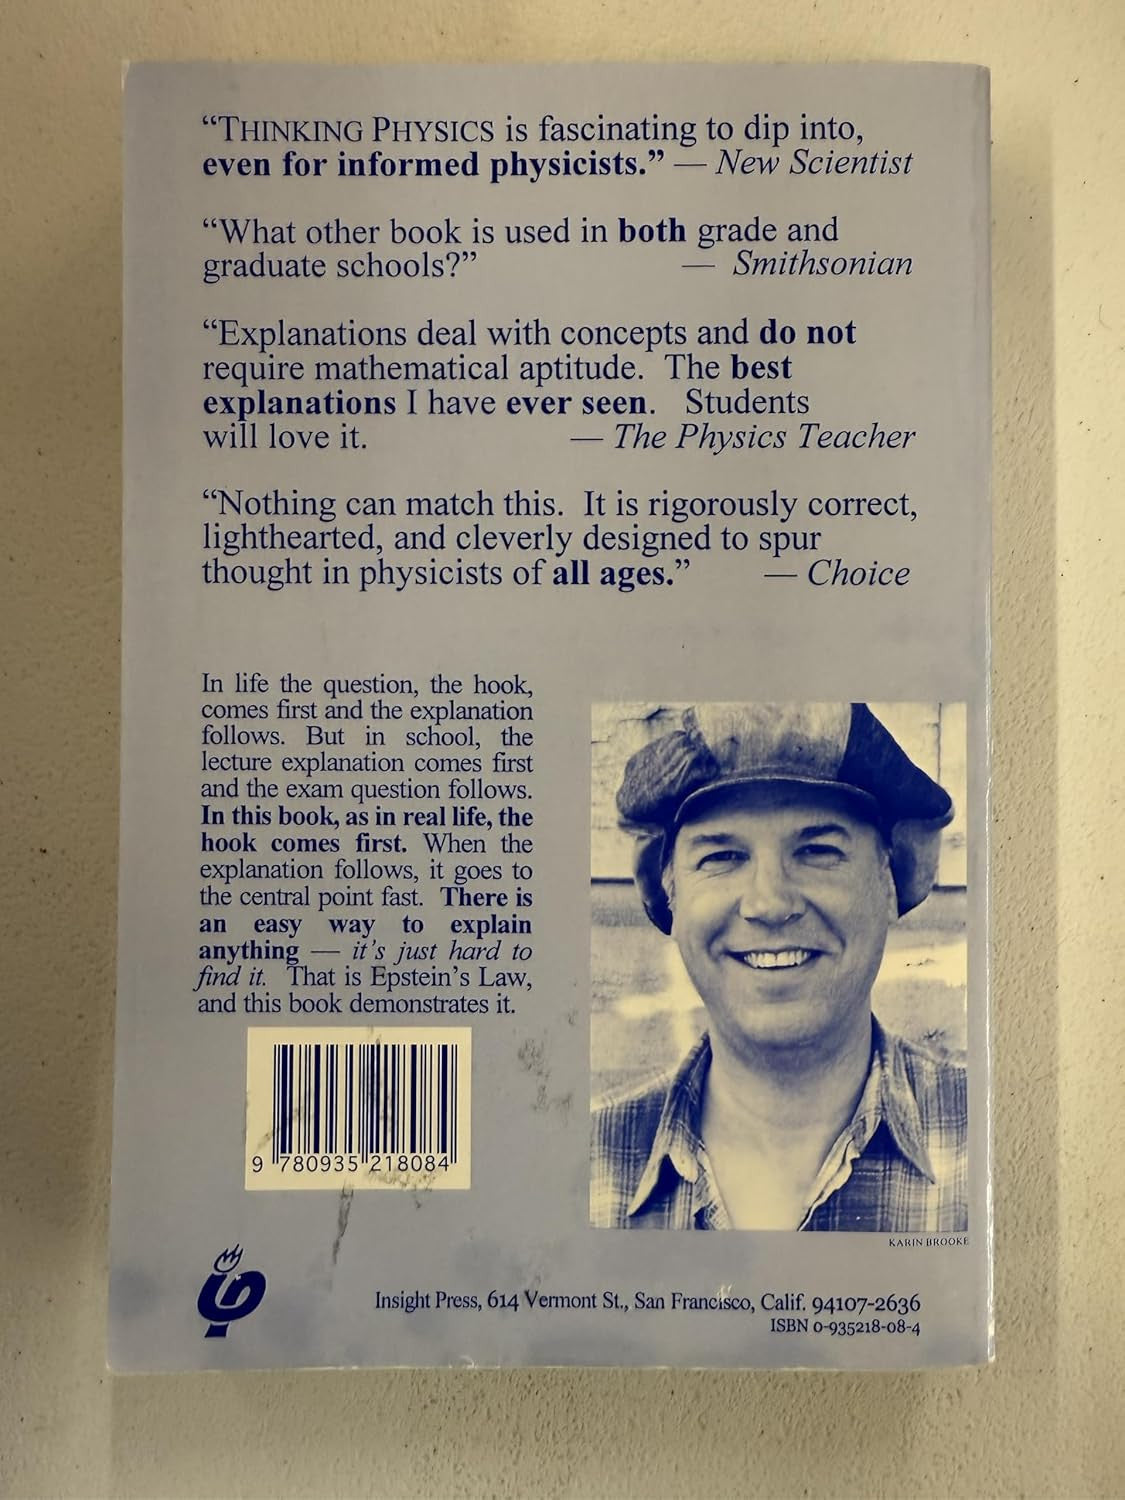 “THINKING PHYSICS is fascinating to dip into,
even for informed physicists.” — New Scientist
“What other book is used in both grade and
graduate schools?” — Smithsonian
“Explanations deal with concepts and do not
require mathematical aptitude. The best
explanations I have ever seen. Students
will love it. — The Physics Teacher
“Nothing can match this. It is rigorously correct,
lighthearted, and cleverly designed to spur
thought in physicists of all ages.” — Choice
In life the question, the hook,
comes first and the explanation
follows. But in school, the
lecture explanation comes first
and the exam question follows.
In this book, as in real life, the
hook comes first. When the
explanation follows, it goes to
the central point fast. There is
an easy way to explain
anything — it’s just hard to
find it. That is Epstein’s Law,
and this book demonstrates it.
9 780935 218084
KARIN BROOKE
Insight Press, 614 Vermont St., San Francisco, Calif. 94107-2636
ISBN 0-935218-08-4